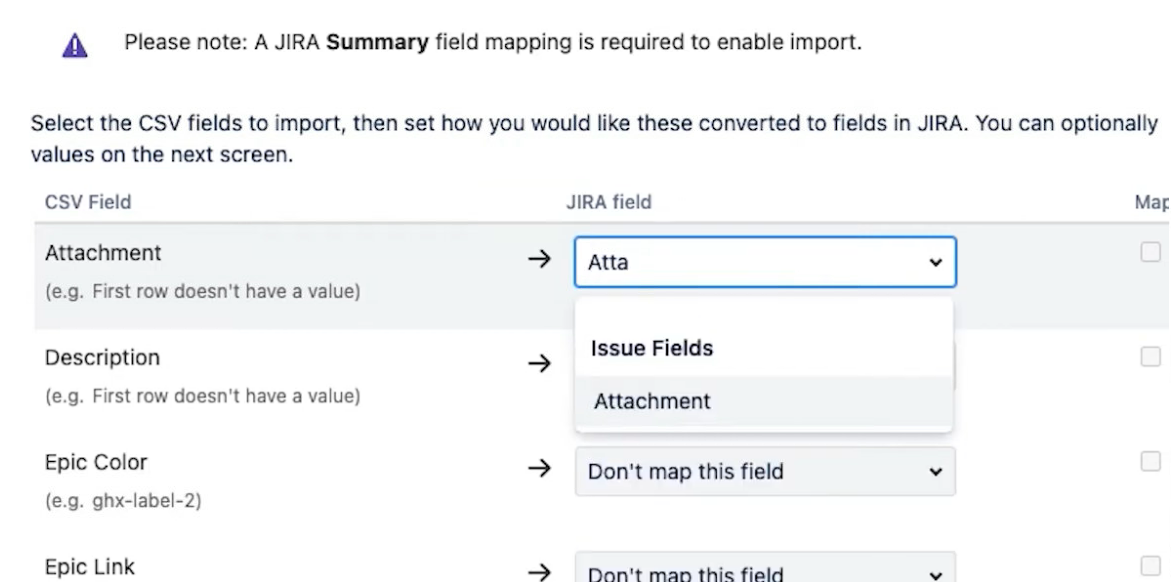 Please note: A JIRA Summary field mapping is required to enable import.
Select the CSV fields to import, then set how you would like these converted to fields in JIRA. You can optionally
values on the next screen.
CSV Field JIRA field Map
Attachment → Atta
(e.g. First row doesn't have a value)
Issue Fields
Description →
Attachment
(e.g. First row doesn't have a value)
Epic Color → Don't map this field
(e.g. ghx-label-2)
Epic Link → Don't map this field